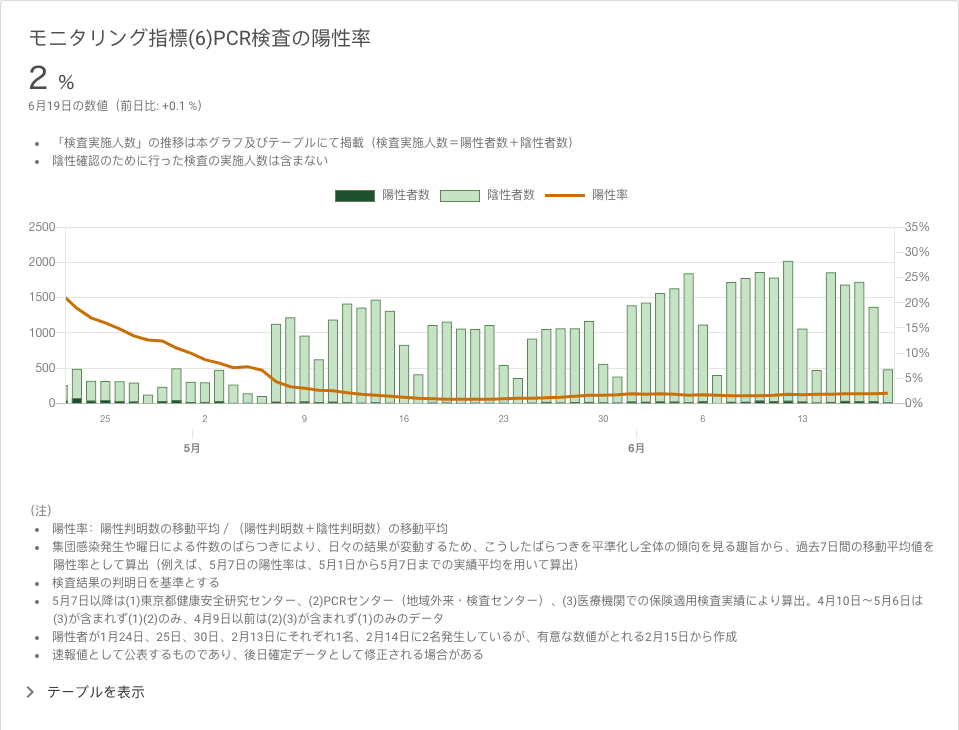 モニタリング指標(6)PCR検査の陽性率
2 %
6月19日の数値（前日比: +0.1 %）
• 「検査実施人数」の推移は本グラフ及びテーブルにて掲載（検査実施人数＝陽性者数＋陰性者数）
• 陰性確認のために行った検査の実施人数は含まない
陽性者数 陰性者数 陽性率
2500 35%
30%
2000
25%
1500 20%
1000 15%
10%
500
5%
0 0%
25 2 9 16 23 30 6 13
5月 6月
（注）
• 陽性率：陽性判明数の移動平均 / （陽性判明数＋陰性判明数）の移動平均
• 集団感染発生や曜日による件数のばらつきにより、日々の結果が変動するため、こうしたばらつきを平準化し全体の傾向を見る趣旨から、過去7日間の移動平均値を
陽性率として算出（例えば、5月7日の陽性率は、5月1日から5月7日までの実績平均を用いて算出）
• 検査結果の判明日を基準とする
• 5月7日以降は(1)東京都健康安全研究センター、(2)PCRセンター（地域外来・検査センター）、(3)医療機関での保険適用検査実績により算出。4月10日～5月6日は
(3)が含まれず(1)(2)のみ、4月9日以前は(2)(3)が含まれず(1)のみのデータ
• 陽性者が1月24日、25日、30日、2月13日にそれぞれ1名、2月14日に2名発生しているが、有意な数値がとれる2月15日から作成
• 速報値として公表するものであり、後日確定データとして修正される場合がある
テーブルを表示